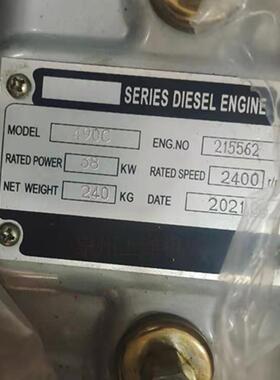 SERIES DIESEL ENGINE
MODEL 490C ENG.NO 215562
RATED POWER 38 KW RATED SPEED 2400 r/
NET WEIGHT 240 KG DATE 2021